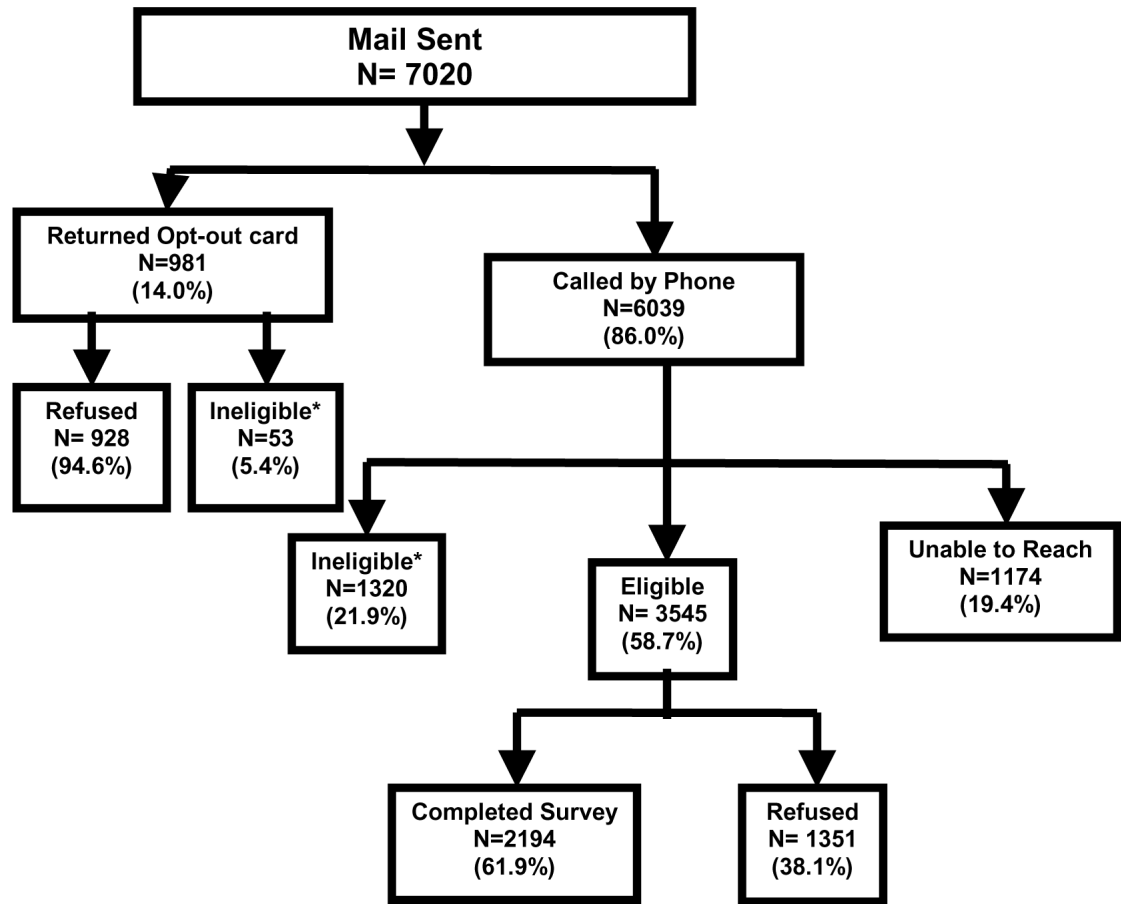 Mail Sent
N= 7020
Returned Opt-out card
N=981
(14.0%)
Called by Phone
N=6039
(86.0%)
Refused
N= 928
(94.6%)
Ineligible*
N=53
(5.4%)
Ineligible*
N=1320
(21.9%)
Eligible
N= 3545
(58.7%)
Unable to Reach
N=1174
(19.4%)
Completed Survey
N=2194
(61.9%)
Refused
N= 1351
(38.1%)